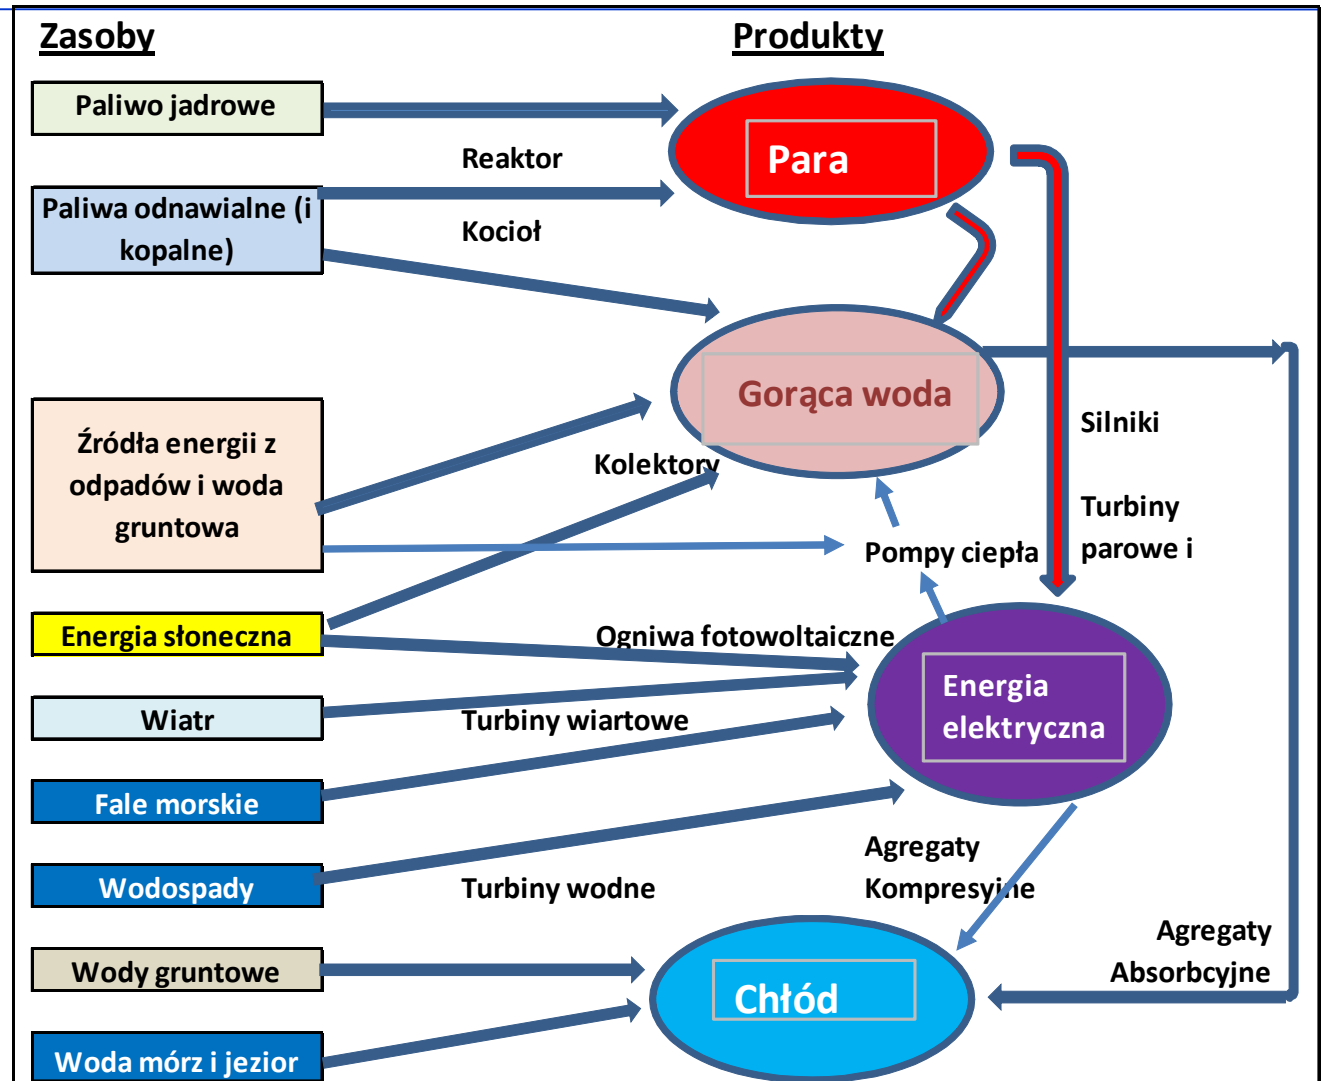 Zasoby
Produkty
Paliwo jadrowe
Para
Reaktor
Paliwa odnawialne (i
kopalne)
Kocioł
Gorąca woda
Silniki
Źródła energii z
odpadów i woda
gruntowa
Kolektory
Turbiny
parowe i
Pompy ciepła
Energia słoneczna
Ogniwa fotowoltaiczne
Energia
elektryczna
Wiatr
Turbiny wiartowe
Fale morskie
Agregaty
Kompresyjne
Wodospady
Turbiny wodne
Agregaty
Absorbcyjne
Wody gruntowe
Chłód
Woda mórz i jezior